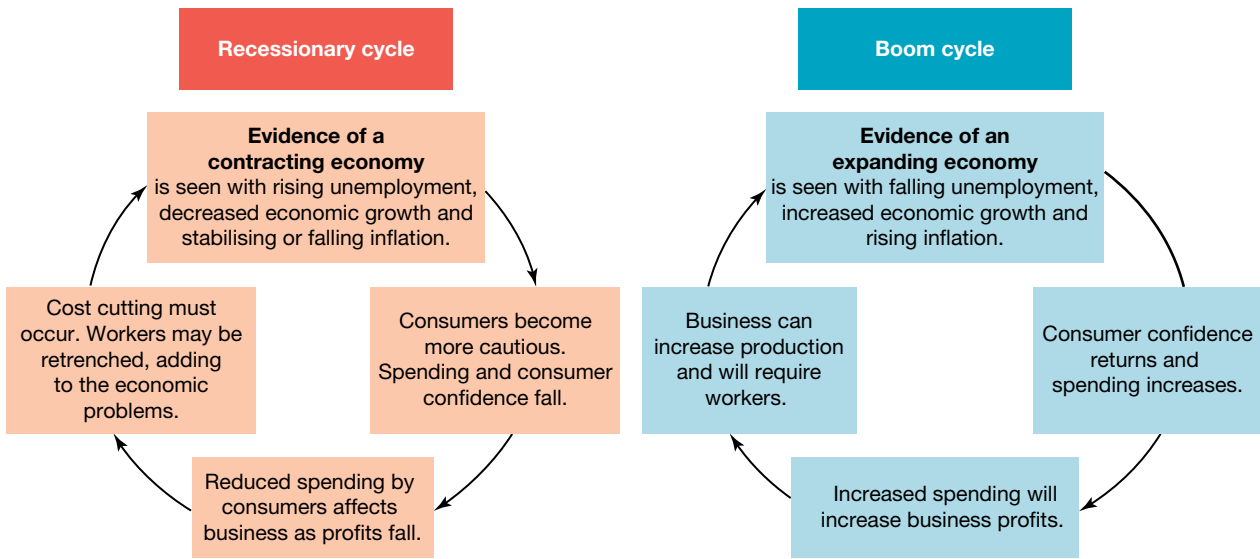 Recessionary cycle
Evidence of a
contracting economy
is seen with rising unemployment,
decreased economic growth and
stabilising or falling inflation.
Consumers become
more cautious.
Spending and consumer
confidence fall.
Reduced spending by
consumers affects
business as profits fall.
Cost cutting must
occur. Workers may be
retrenched, adding
to the economic
problems.
Boom cycle
Evidence of an
expanding economy
is seen with falling unemployment,
increased economic growth and
rising inflation.
Consumer confidence
returns and
spending increases.
Increased spending will
increase business profits.
Business can
increase production
and will require
workers.